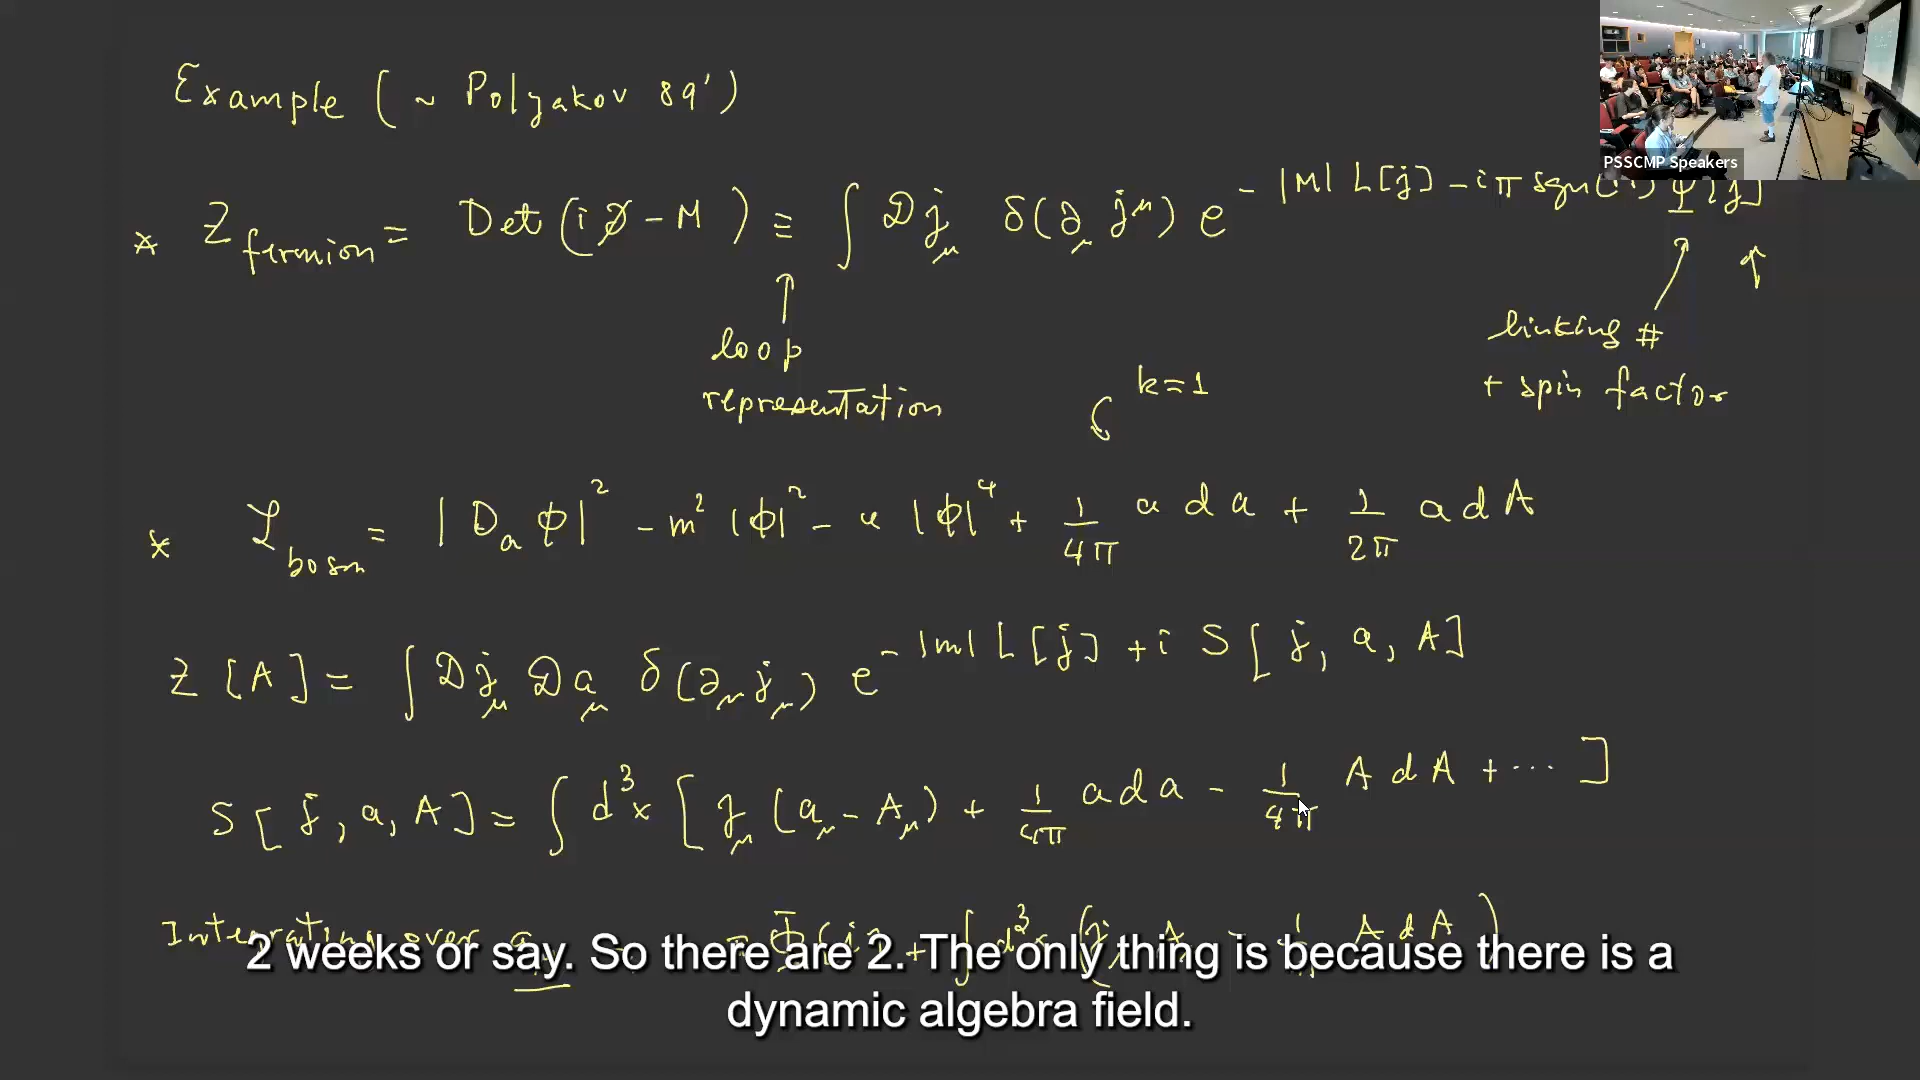 Example (~ Polyakov 89')
PSSCMP Speakers
* Z_fermion = Det (i∂̸ - M) ≡ ∫ Dj_μ δ(∂_μ j^μ) e^{-|M| L[j] - iπ sgn( ) Φ[j]}
↑ loop representation
linking #
+ spin factor
k=1
* ℒ_boson = |D_a ϕ|² - m² |ϕ|² - u |ϕ|⁴ + 1/4π a d a + 1/2π a d A
Z [A] = ∫ Dj_μ Da_μ δ(∂_μ j_μ) e^{-|m| L[j] + i S[j, a, A]}
S[j, a, A] = ∫ d³x [j_μ (a_μ - A_μ) + 1/4π a d a - 1/4π A d A + ⋯]
Integrating over a_μ
2 weeks or say. So there are 2. The only thing is because there is a
dynamic algebra field.